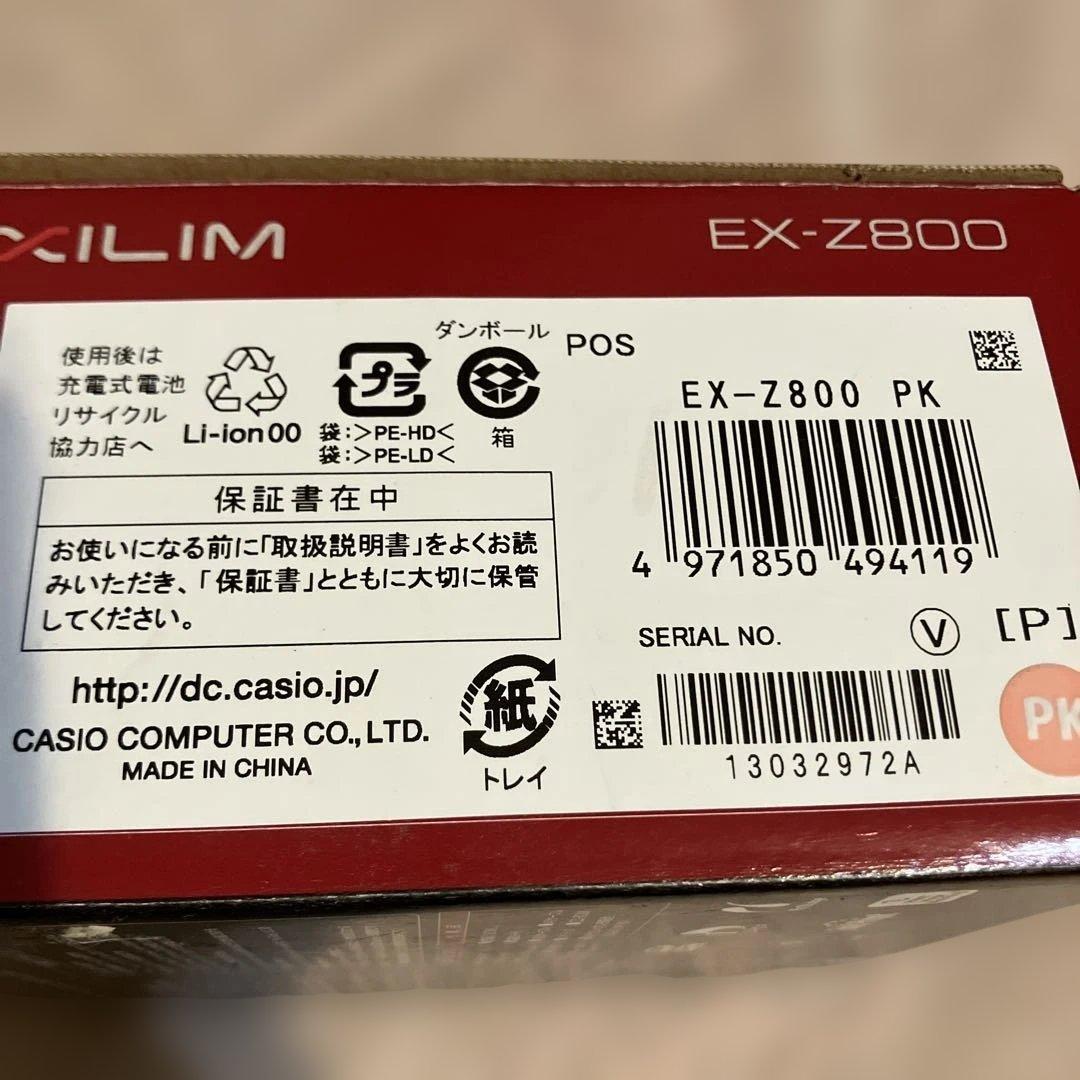 XILIM
EX-Z800
使用後は
充電式電池
リサイクル
協力店へ
Li-ion00
プラ
袋:>PE-HD<
袋:>PE-LD<
ダンボール
箱
POS
EX-Z800 PK
4 971850 494119
保証書在中
お使いになる前に「取扱説明書」をよくお読
みいただき、「保証書」とともに大切に保管
してください。
SERIAL NO.
V
[P]
http://dc.casio.jp/
CASIO COMPUTER CO., LTD.
MADE IN CHINA
紙
トレイ
13032972A
PK